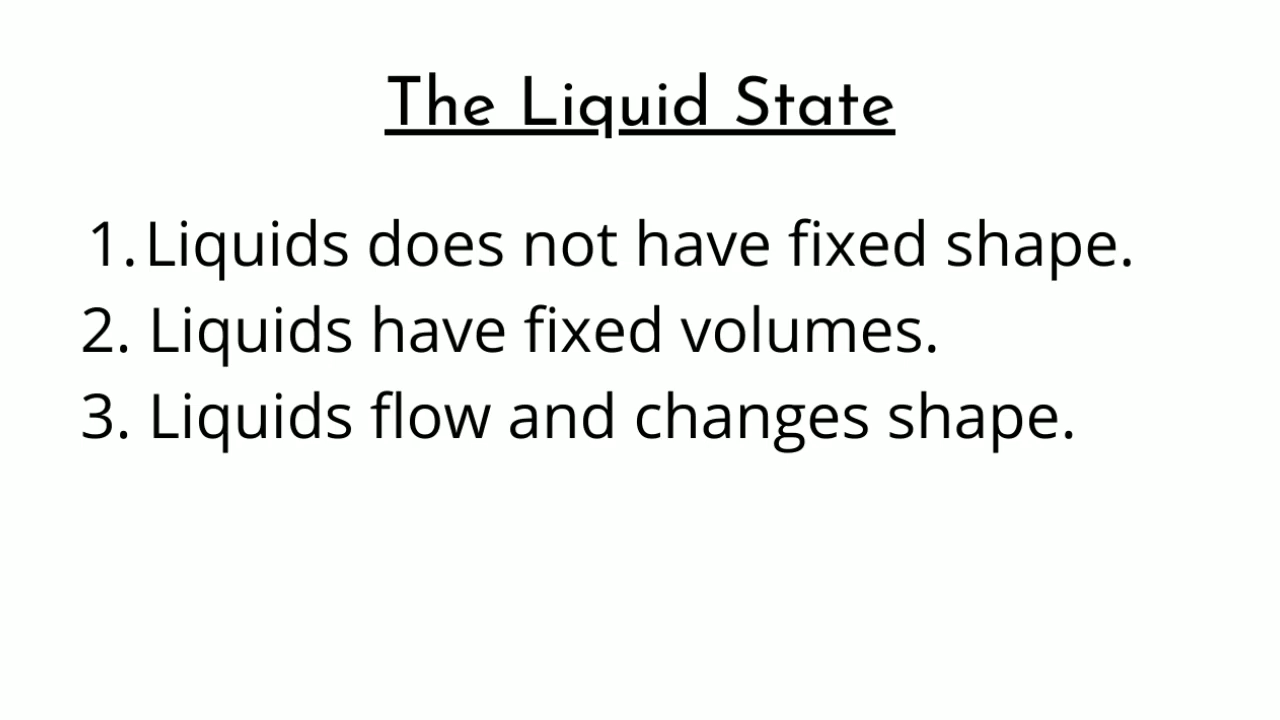 The Liquid State
1. Liquids does not have fixed shape.
2. Liquids have fixed volumes.
3. Liquids flow and changes shape.